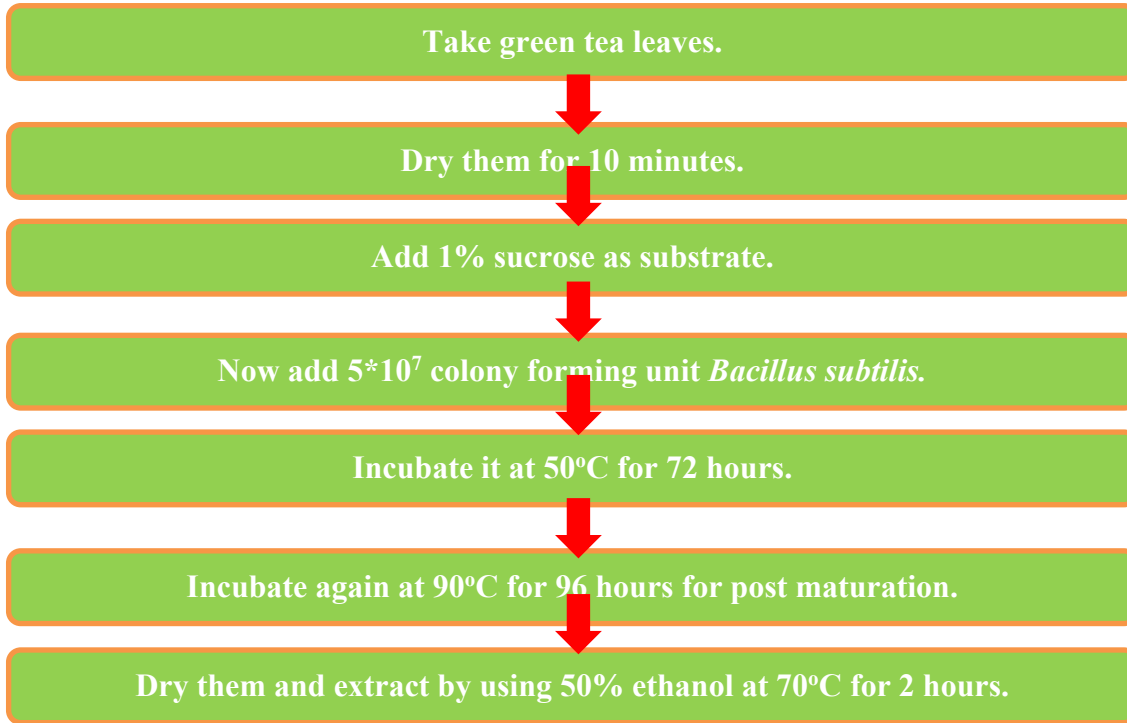 Take green tea leaves.
Dry them for 10 minutes.
Add 1% sucrose as substrate.
Now add 5*10⁷ colony forming unit Bacillus subtilis.
Incubate it at 50ᵒC for 72 hours.
Incubate again at 90ᵒC for 96 hours for post maturation.
Dry them and extract by using 50% ethanol at 70ᵒC for 2 hours.